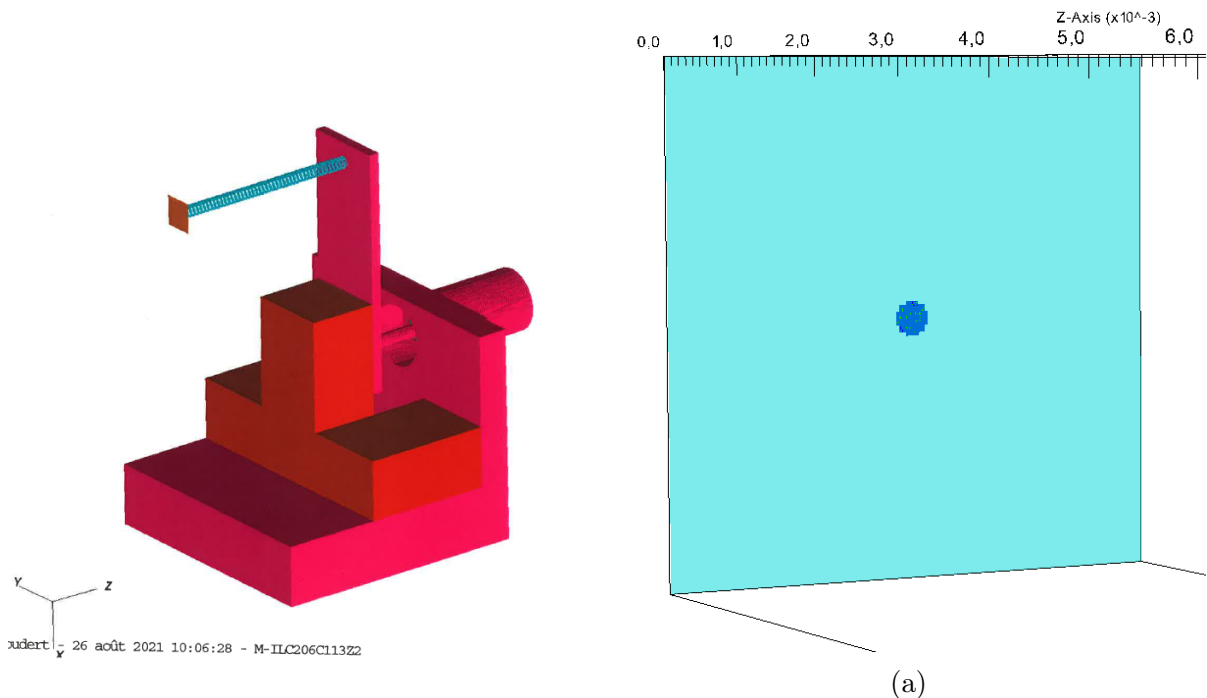 Z-Axis (x10^-3)
0,0 1,0 2,0 3,0 4,0 5,0 6,0
Y Z
X
oudert - 26 août 2021 10:06:28 - M-ILC206C113Z2
(a)